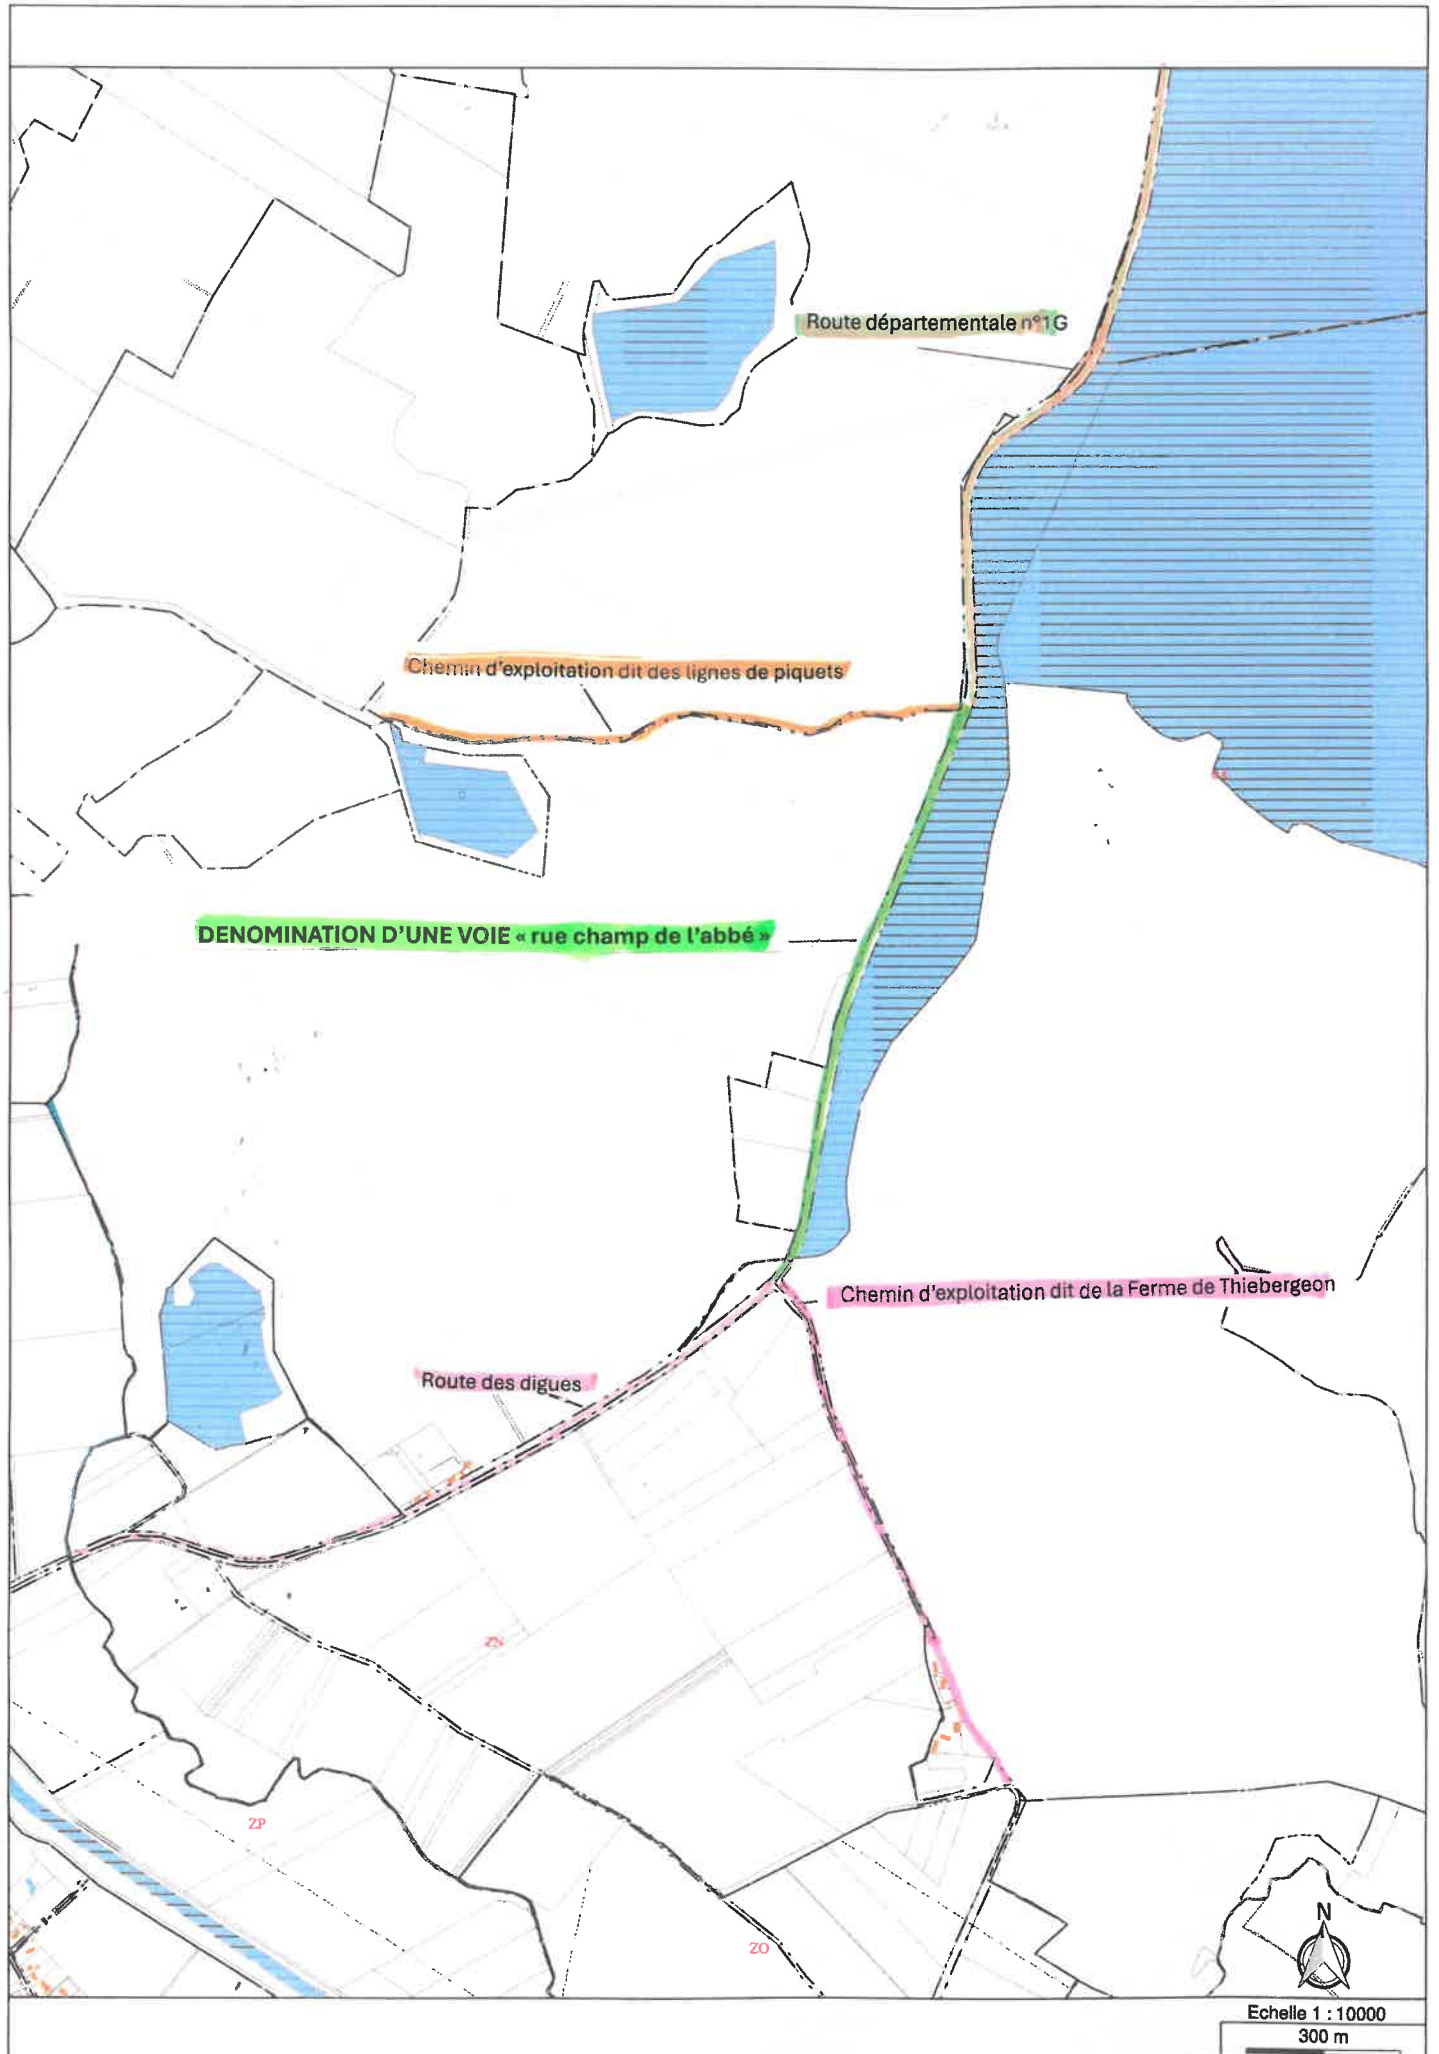 Route départementale n°1G
Chemin d'exploitation dit des lignes de piquets
DENOMINATION D'UNE VOIE « rue champ de l'abbé »
Chemin d'exploitation dit de la Ferme de Thiebergeon
Route des digues
ZN
ZP
ZO
N
Echelle 1 : 10000
300 m